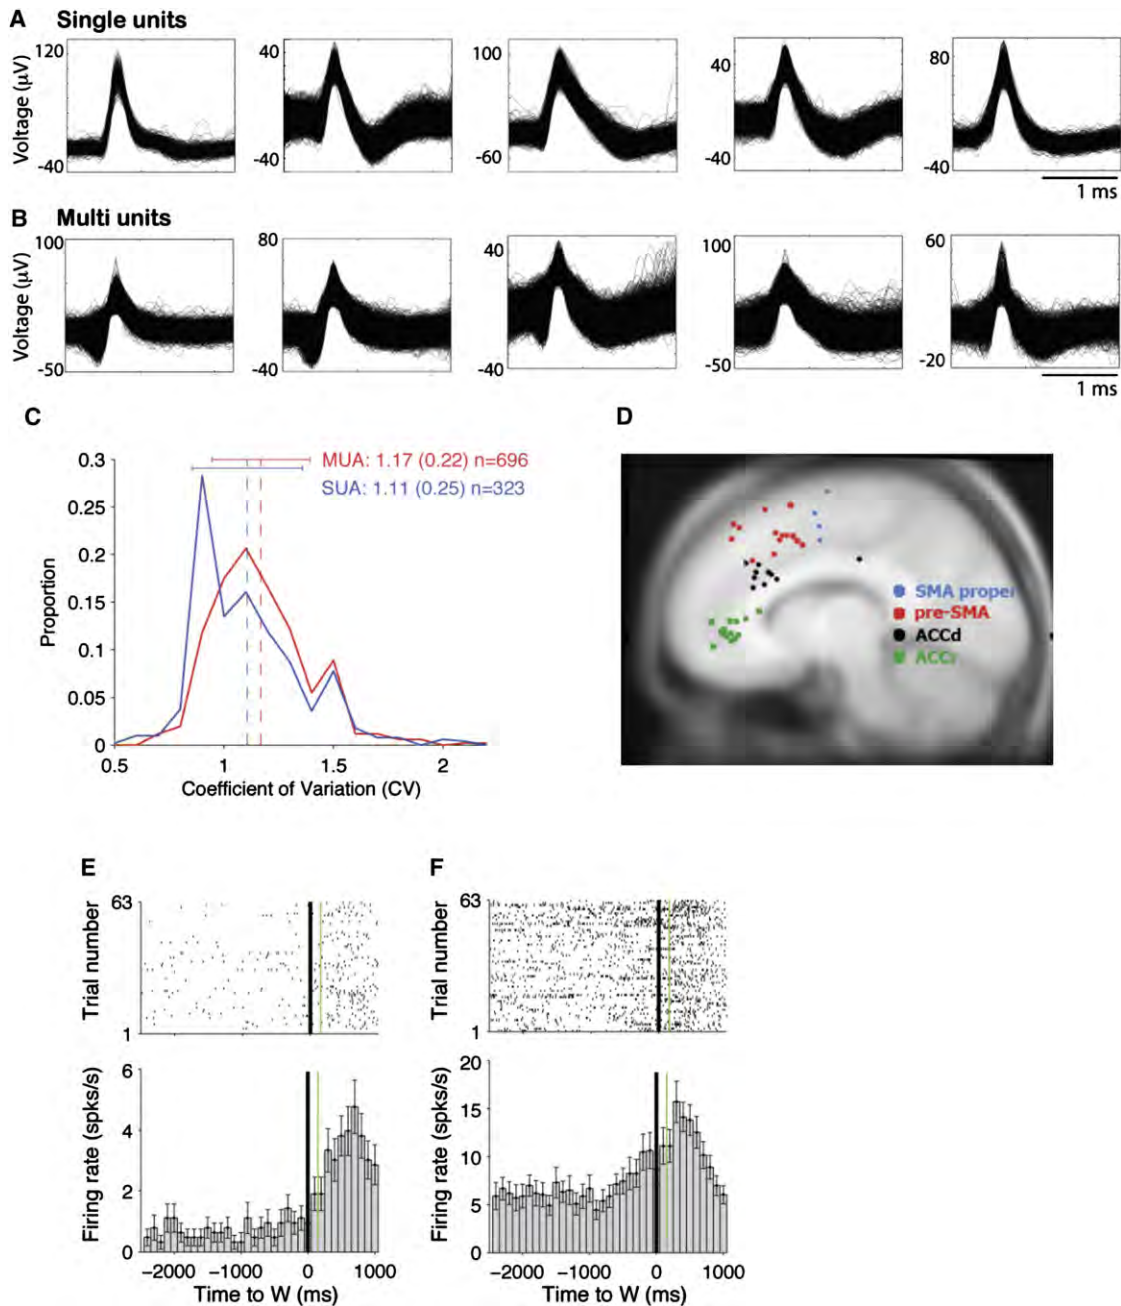 A Single units
Voltage (µV)
120
-40
40
-40
100
-60
40
-40
80
-40
1 ms
B Multi units
Voltage (µV)
100
-50
80
-40
40
-40
100
-50
60
-20
1 ms
C
MUA: 1.17 (0.22) n=696
SUA: 1.11 (0.25) n=323
Proportion
0.3
0.25
0.2
0.15
0.1
0.05
0
0.5 1 1.5 2
Coefficient of Variation (CV)
D
SMA proper
pre-SMA
ACCd
E
Trial number
63
1
Firing rate (spks/s)
6
4
2
0
−2000 −1000 0 1000
Time to W (ms)
F
Trial number
63
1
Firing rate (spks/s)
20
15
10
5
0
−2000 −1000 0 1000
Time to W (ms)